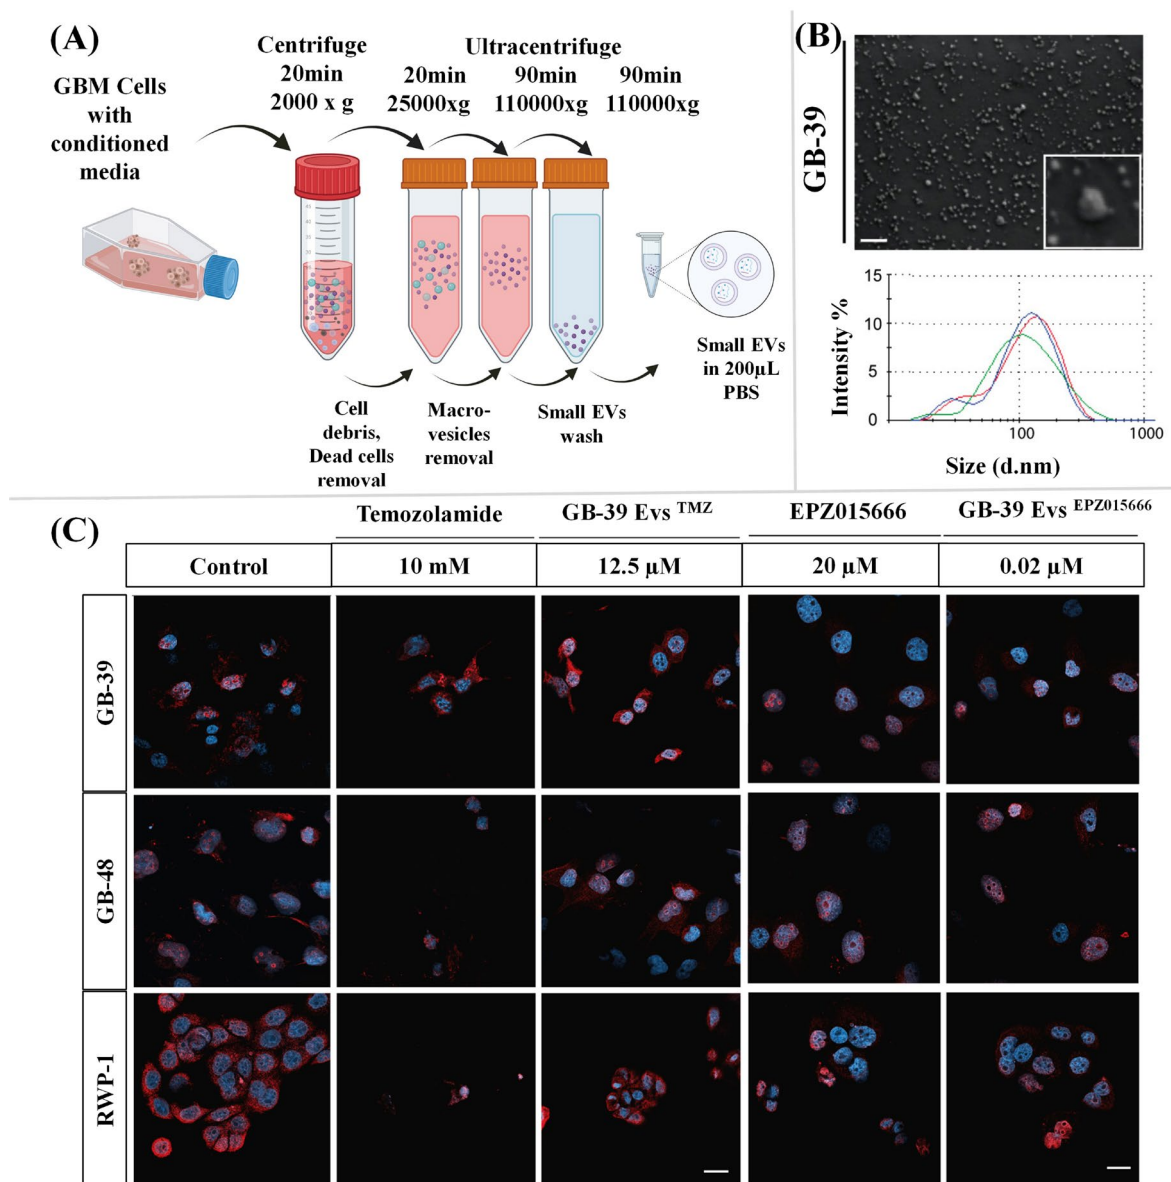 (A)
GBM Cells
with
conditioned
media
Centrifuge
20min
2000 x g
Ultracentrifuge
20min 90min 90min
25000xg 110000xg 110000xg
Cell
debris,
Dead cells
removal
Macro-
vesicles
removal
Small EVs
wash
Small EVs
in 200µL
PBS
(B)
GB-39
15
10
5
0
Intensity %
100 1000
Size (d.nm)
(C)
Temozolamide GB-39 Evs TMZ EPZ015666 GB-39 Evs EPZ015666
Control 10 mM 12.5 µM 20 µM 0.02 µM
GB-39
GB-48
RWP-1